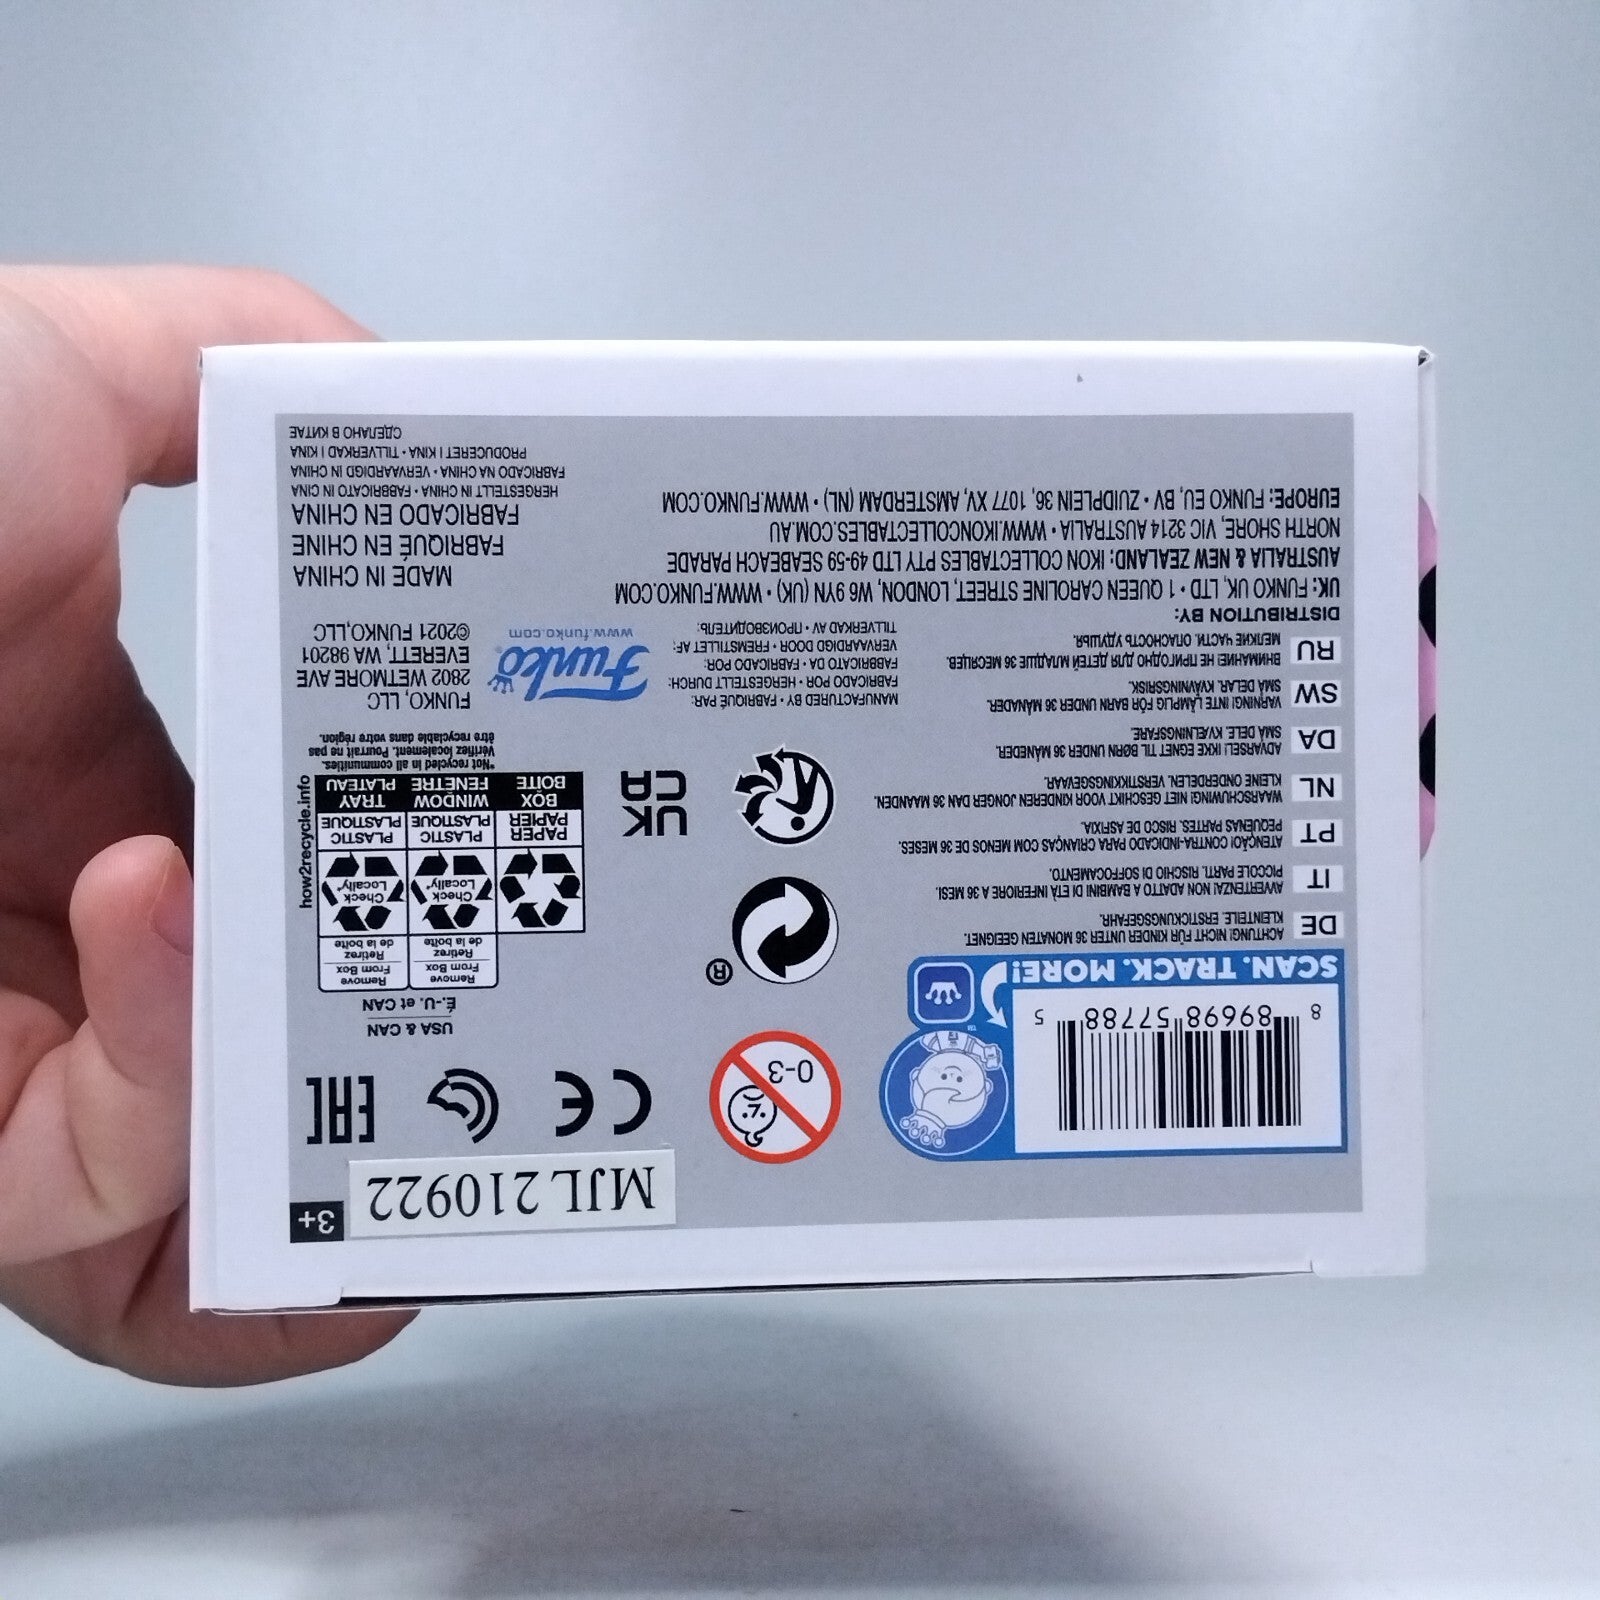 3+
MJL 210922
0-3
8 89698 57788 5
SCAN. TRACK. MORE!
™
EAC
CE
USA & CAN
É.-U. et CAN
Remove
From Box
Retirez
de la boîte
Remove
From Box
Retirez
de la boîte
Check
Locally*
Check
Locally*
PAPER
PAPIER
BOX
BOÎTE
PLASTIC
PLASTIQUE
WINDOW
FENÊTRE
PLASTIC
PLASTIQUE
TRAY
PLATEAU
how2recycle.info
*Not recycled in all communities.
Vérifiez localement. Pourrait ne pas
être recyclable dans votre région.
®
UK
CA
DE
ACHTUNG! NICHT FÜR KINDER UNTER 36 MONATEN GEEIGNET.
KLEINTEILE. ERSTICKUNGSGEFAHR.
IT
AVVERTENZA! NON ADATTO A BAMBINI DI ETÀ INFERIORE A 36 MESI.
PICCOLE PARTI. RISCHIO DI SOFFOCAMENTO.
PT
ATENÇÃO! CONTRA-INDICADO PARA CRIANÇAS COM MENOS DE 36 MESES.
PEQUENAS PARTES. RISCO DE ASFIXIA.
NL
WAARSCHUWING! NIET GESCHIKT VOOR KINDEREN JONGER DAN 36 MAANDEN.
KLEINE ONDERDELEN. VERSTIKKINGSGEVAAR.
DA
ADVARSEL! IKKE EGNET TIL BØRN UNDER 36 MÅNEDER.
SMÅ DELE. KVÆLNINGSFARE.
SW
VARNING! INTE LÄMPLIG FÖR BARN UNDER 36 MÅNADER.
SMÅ DELAR. KVÄVNINGSRISK.
RU
ВНИМАНИЕ! НЕ ПРИГОДНО ДЛЯ ДЕТЕЙ МЛАДШЕ 36 МЕСЯЦЕВ.
МЕЛКИЕ ЧАСТИ. ОПАСНОСТЬ УДУШЬЯ.
MANUFACTURED BY • FABRIQUÉ PAR:
FABRICADO POR • HERGESTELLT DURCH:
FABBRICATO DA • FABRICADO POR:
VERVAARDIGD DOOR • FREMSTILLET AF:
TILLVERKAD AV • ПРОИЗВОДИТЕЛЬ:
Funko®
www.funko.com
FUNKO, LLC
2802 WETMORE AVE
EVERETT, WA 98201
©2021 FUNKO,LLC
DISTRIBUTION BY:
UK: FUNKO UK, LTD • 1 QUEEN CAROLINE STREET, LONDON, W6 9YN (UK) • WWW.FUNKO.COM
AUSTRALIA & NEW ZEALAND: IKON COLLECTABLES PTY LTD 49-59 SEABEACH PARADE
NORTH SHORE, VIC 3214 AUSTRALIA • WWW.IKONCOLLECTABLES.COM.AU
EUROPE: FUNKO EU, BV • ZUIDPLEIN 36, 1077 XV, AMSTERDAM (NL) • WWW.FUNKO.COM
MADE IN CHINA
FABRIQUÉ EN CHINE
FABRICADO EN CHINA
HERGESTELLT IN CHINA • FABBRICATO IN CINA
FABRICADO NA CHINA • VERVAARDIGD IN CHINA
PRODUCERET I KINA • TILLVERKAD I KINA
СДЕЛАНО В КИТАЕ